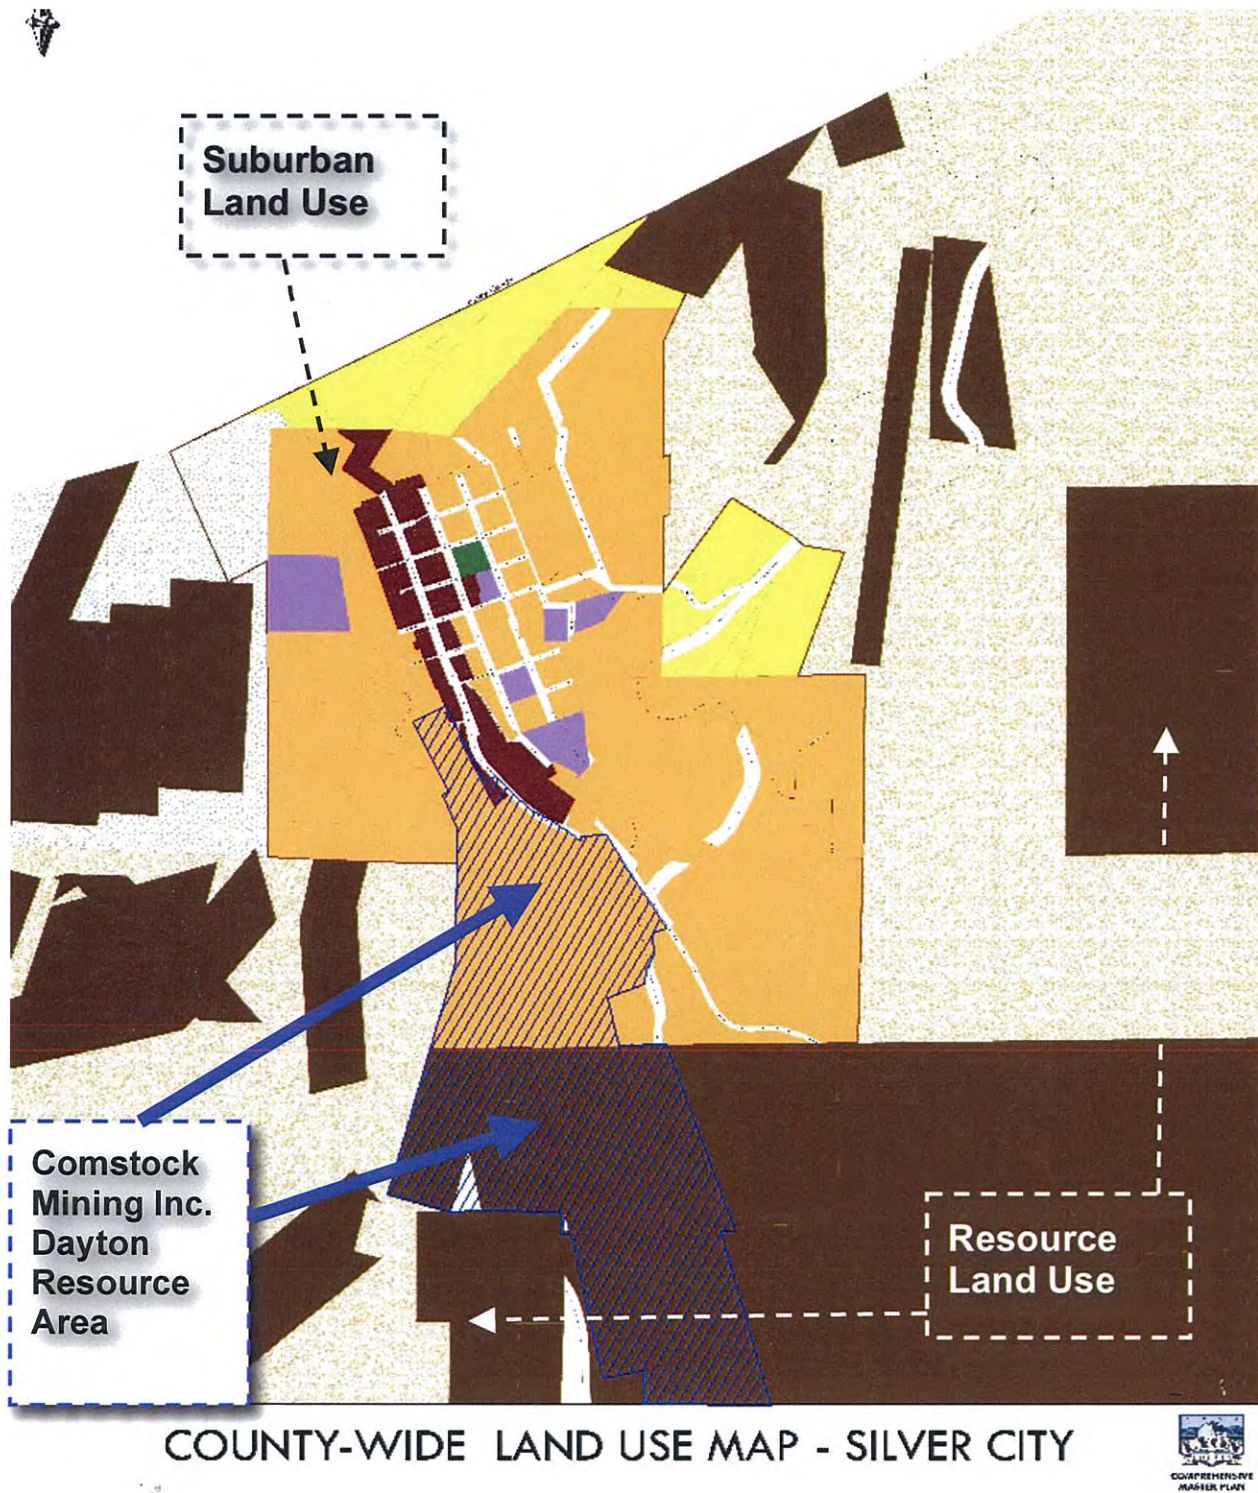 Suburban
Land Use
Comstock
Mining Inc.
Dayton
Resource
Area
Resource
Land Use
COUNTY-WIDE LAND USE MAP - SILVER CITY
COMPREHENSIVE
MASTER PLAN